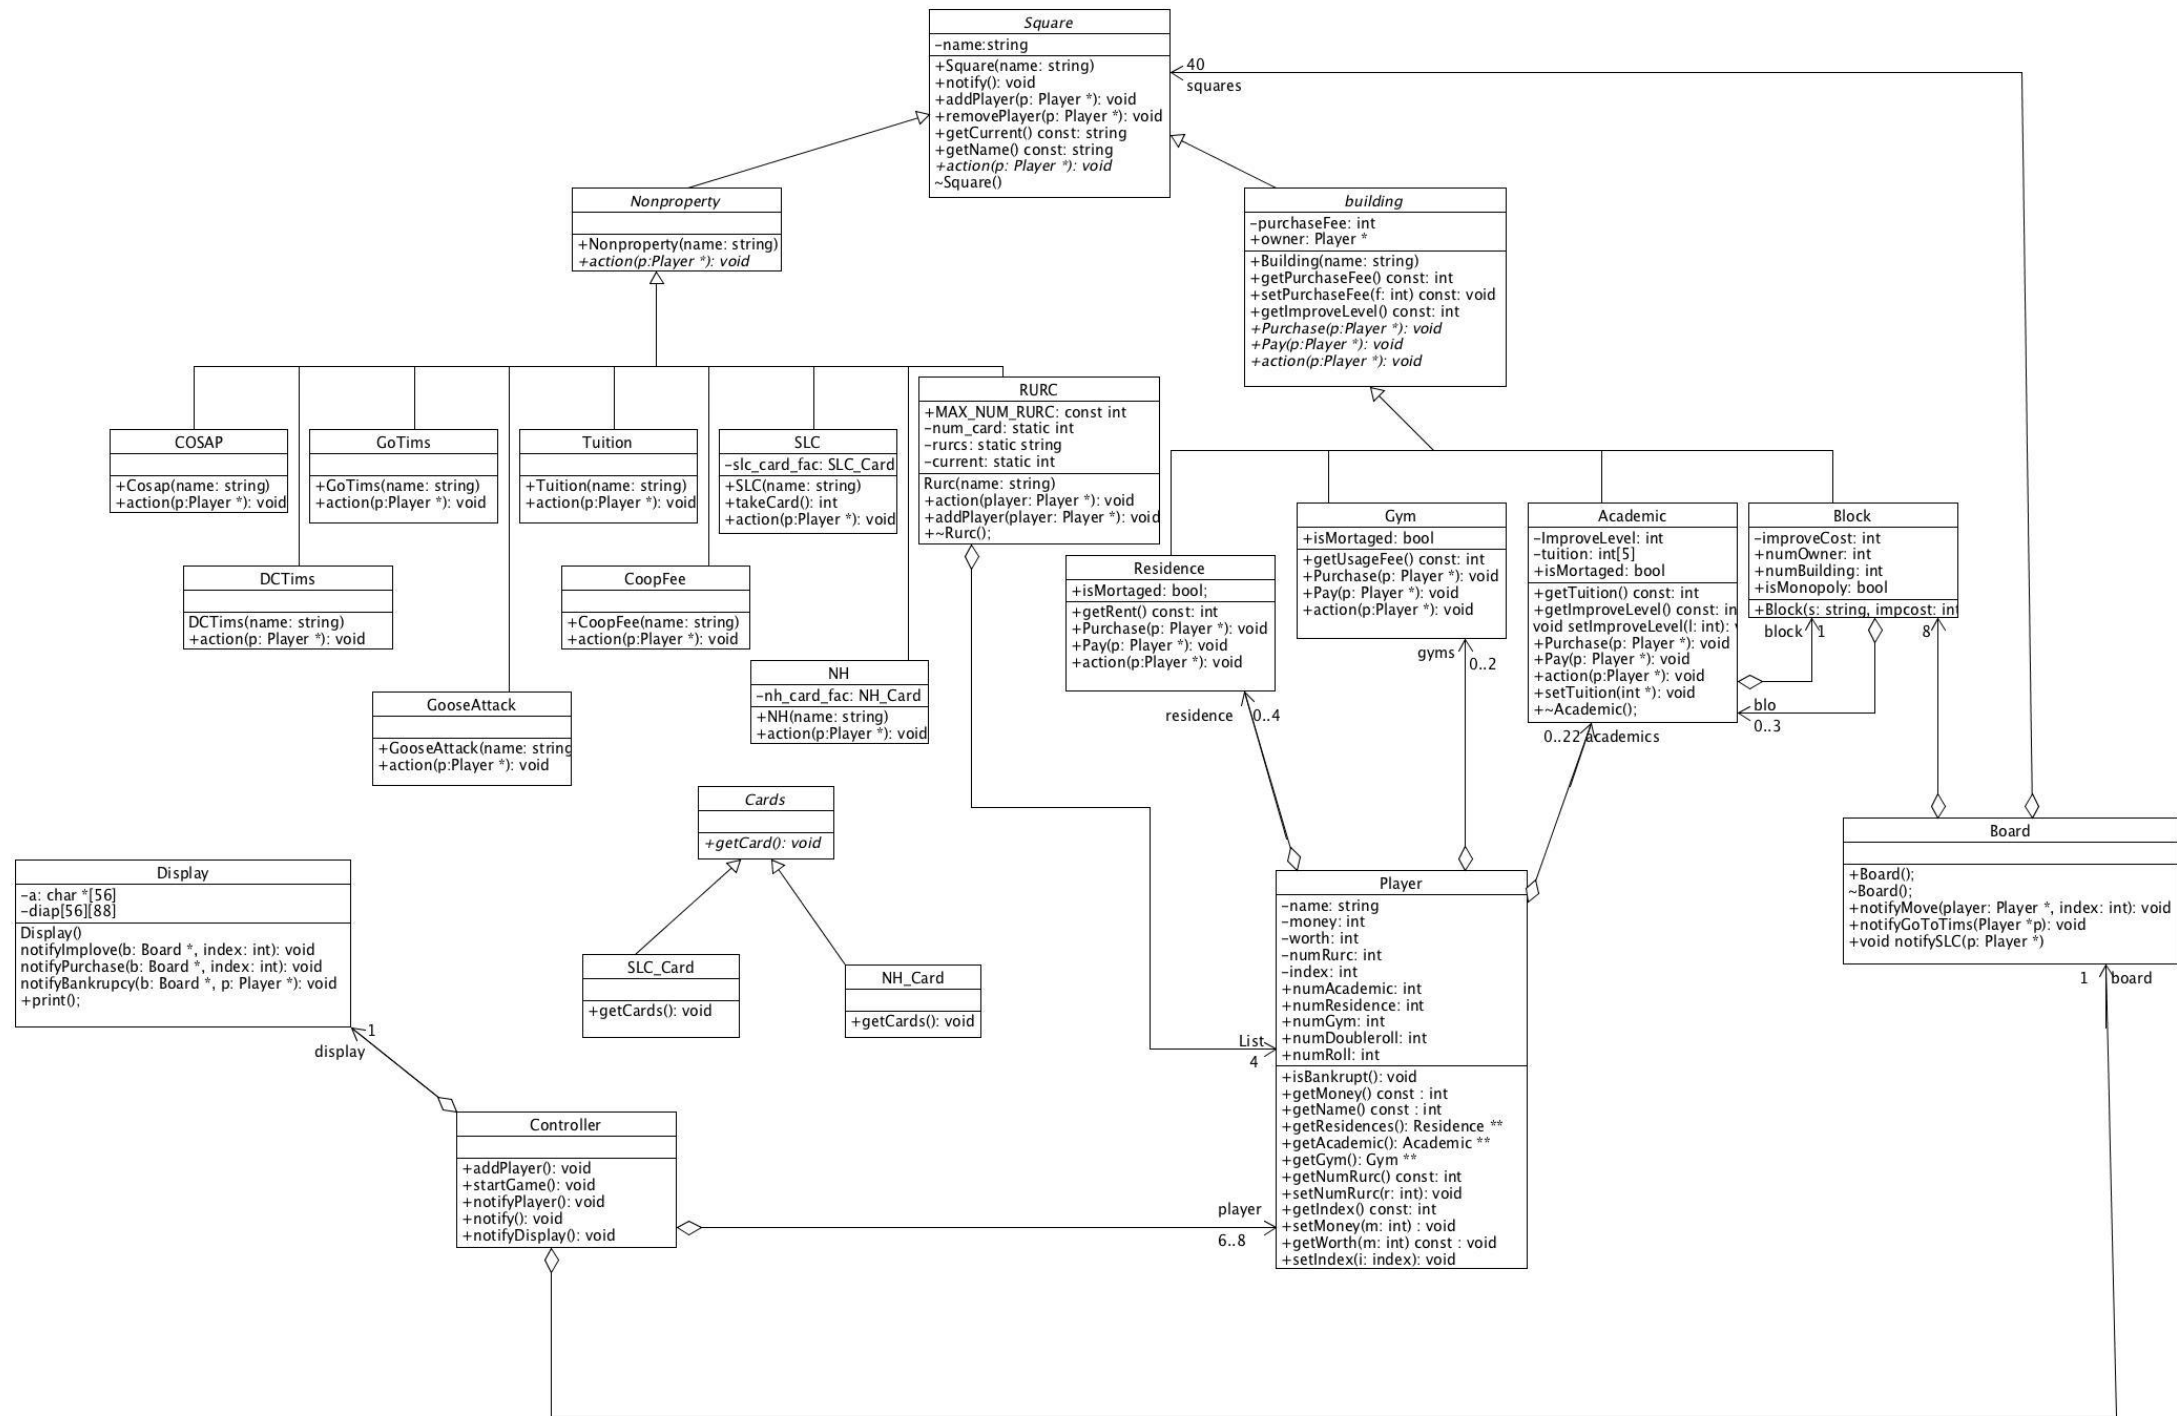 Square
-name:string
+Square(name: string)
+notify(): void
+addPlayer(p: Player *): void
+removePlayer(p: Player *): void
+getCurrent() const: string
+getName() const: string
+action(p: Player *): void
~Square()
40
squares
Nonproperty
+Nonproperty(name: string)
+action(p:Player *): void
building
-purchaseFee: int
+owner: Player *
+Building(name: string)
+getPurchaseFee() const: int
+setPurchaseFee(f: int) const: void
+getImproveLevel() const: int
+Purchase(p:Player *): void
+Pay(p:Player *): void
+action(p:Player *): void
COSAP
+Cosap(name: string)
+action(p:Player *): void
GoTims
+GoTims(name: string)
+action(p:Player *): void
Tuition
+Tuition(name: string)
+action(p:Player *): void
SLC
-slc_card_fac: SLC_Card
+SLC(name: string)
+takeCard(): int
+action(p:Player *): void
RURC
+MAX_NUM_RURC: const int
-num_card: static int
-rurcs: static string
-current: static int
Rurc(name: string)
+action(player: Player *): void
+addPlayer(player: Player *): void
+~Rurc();
DCTims
DCTims(name: string)
+action(p: Player *): void
CoopFee
+CoopFee(name: string)
+action(p:Player *): void
GooseAttack
+GooseAttack(name: string
+action(p:Player *): void
NH
-nh_card_fac: NH_Card
+NH(name: string)
+action(p:Player *): void
Residence
+isMortaged: bool;
+getRent() const: int
+Purchase(p: Player *): void
+Pay(p: Player *): void
+action(p:Player *): void
Gym
+isMortaged: bool
+getUsageFee() const: int
+Purchase(p: Player *): void
+Pay(p: Player *): void
+action(p:Player *): void
Academic
-ImproveLevel: int
-tuition: int[5]
+isMortaged: bool
+getTuition() const: int
+getImproveLevel() const: in
void setImproveLevel(l: int):
+Purchase(p: Player *): void
+Pay(p: Player *): void
+action(p:Player *): void
+setTuition(int *): void
+~Academic();
Block
-improveCost: int
+numOwner: int
+numBuilding: int
+isMonopoly: bool
+Block(s: string, impcost: int
block
1
8
blo
0..3
gyms
0..2
residence
0..4
0..22
academics
Cards
+getCard(): void
SLC_Card
+getCards(): void
NH_Card
+getCards(): void
Display
-a: char *[56]
-diap[56][88]
Display()
notifyImplove(b: Board *, index: int): void
notifyPurchase(b: Board *, index: int): void
notifyBankrupcy(b: Board *, p: Player *): void
+print();
1
display
Controller
+addPlayer(): void
+startGame(): void
+notifyPlayer(): void
+notify(): void
+notifyDisplay(): void
List
4
player
6..8
Player
-name: string
-money: int
-worth: int
-numRurc: int
-index: int
+numAcademic: int
+numResidence: int
+numGym: int
+numDoubleroll: int
+numRoll: int
+isBankrupt(): void
+getMoney() const : int
+getName() const : int
+getResidences(): Residence **
+getAcademic(): Academic **
+getGym(): Gym **
+getNumRurc() const: int
+setNumRurc(r: int): void
+getIndex() const: int
+setMoney(m: int) : void
+getWorth(m: int) const : void
+setIndex(i: index): void
Board
+Board();
~Board();
+notifyMove(player: Player *, index: int): void
+notifyGoToTims(Player *p): void
+void notifySLC(p: Player *)
1
board